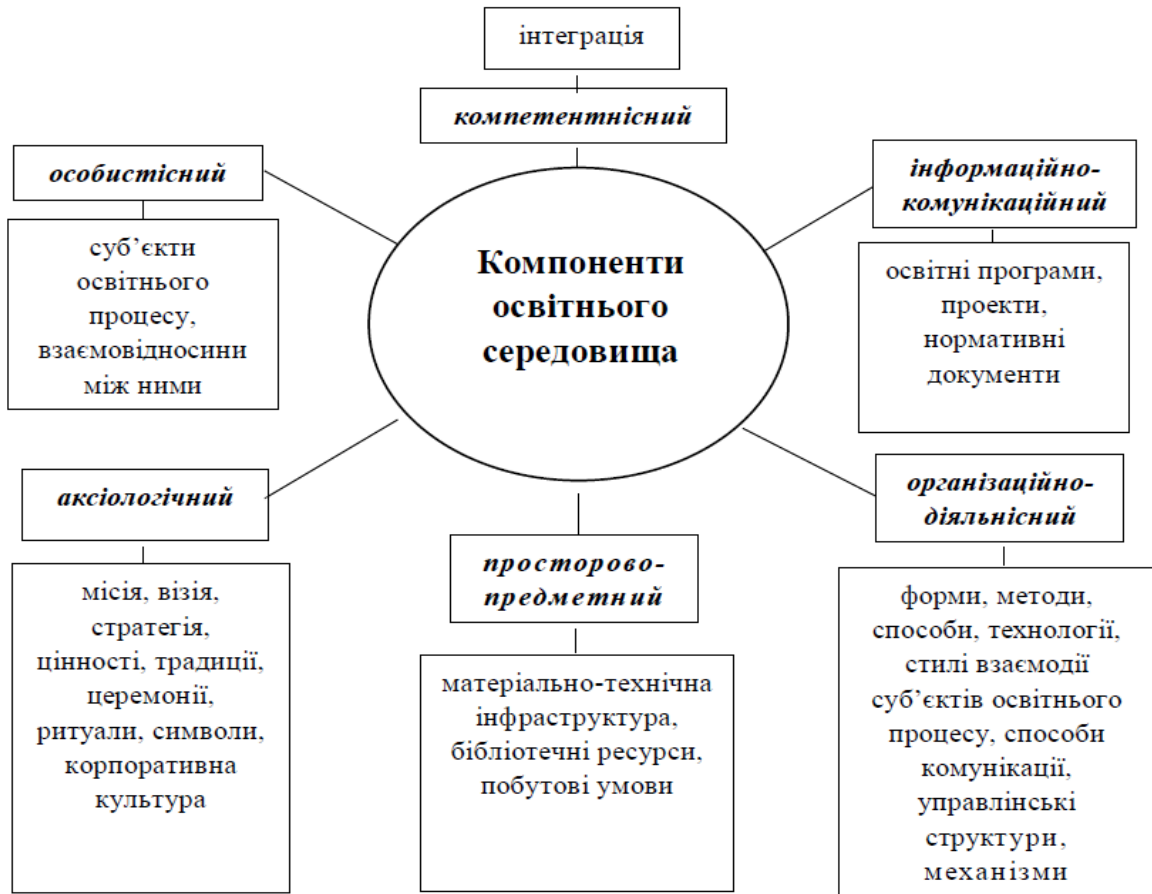 інтеграція
компетентнісний
особистісний
суб’єкти
освітнього
процесу,
взаємовідносини
між ними
інформаційно-
комунікаційний
освітні програми,
проекти,
нормативні
документи
Компоненти
освітнього
середовища
аксіологічний
місія, візія,
стратегія,
цінності, традиції,
церемонії,
ритуали, символи,
корпоративна
культура
просторово-
предметний
матеріально-технічна
інфраструктура,
бібліотечні ресурси,
побутові умови
організаційно-
діяльнісний
форми, методи,
способи, технології,
стилі взаємодії
суб’єктів освітнього
процесу, способи
комунікації,
управлінські
структури,
механізми